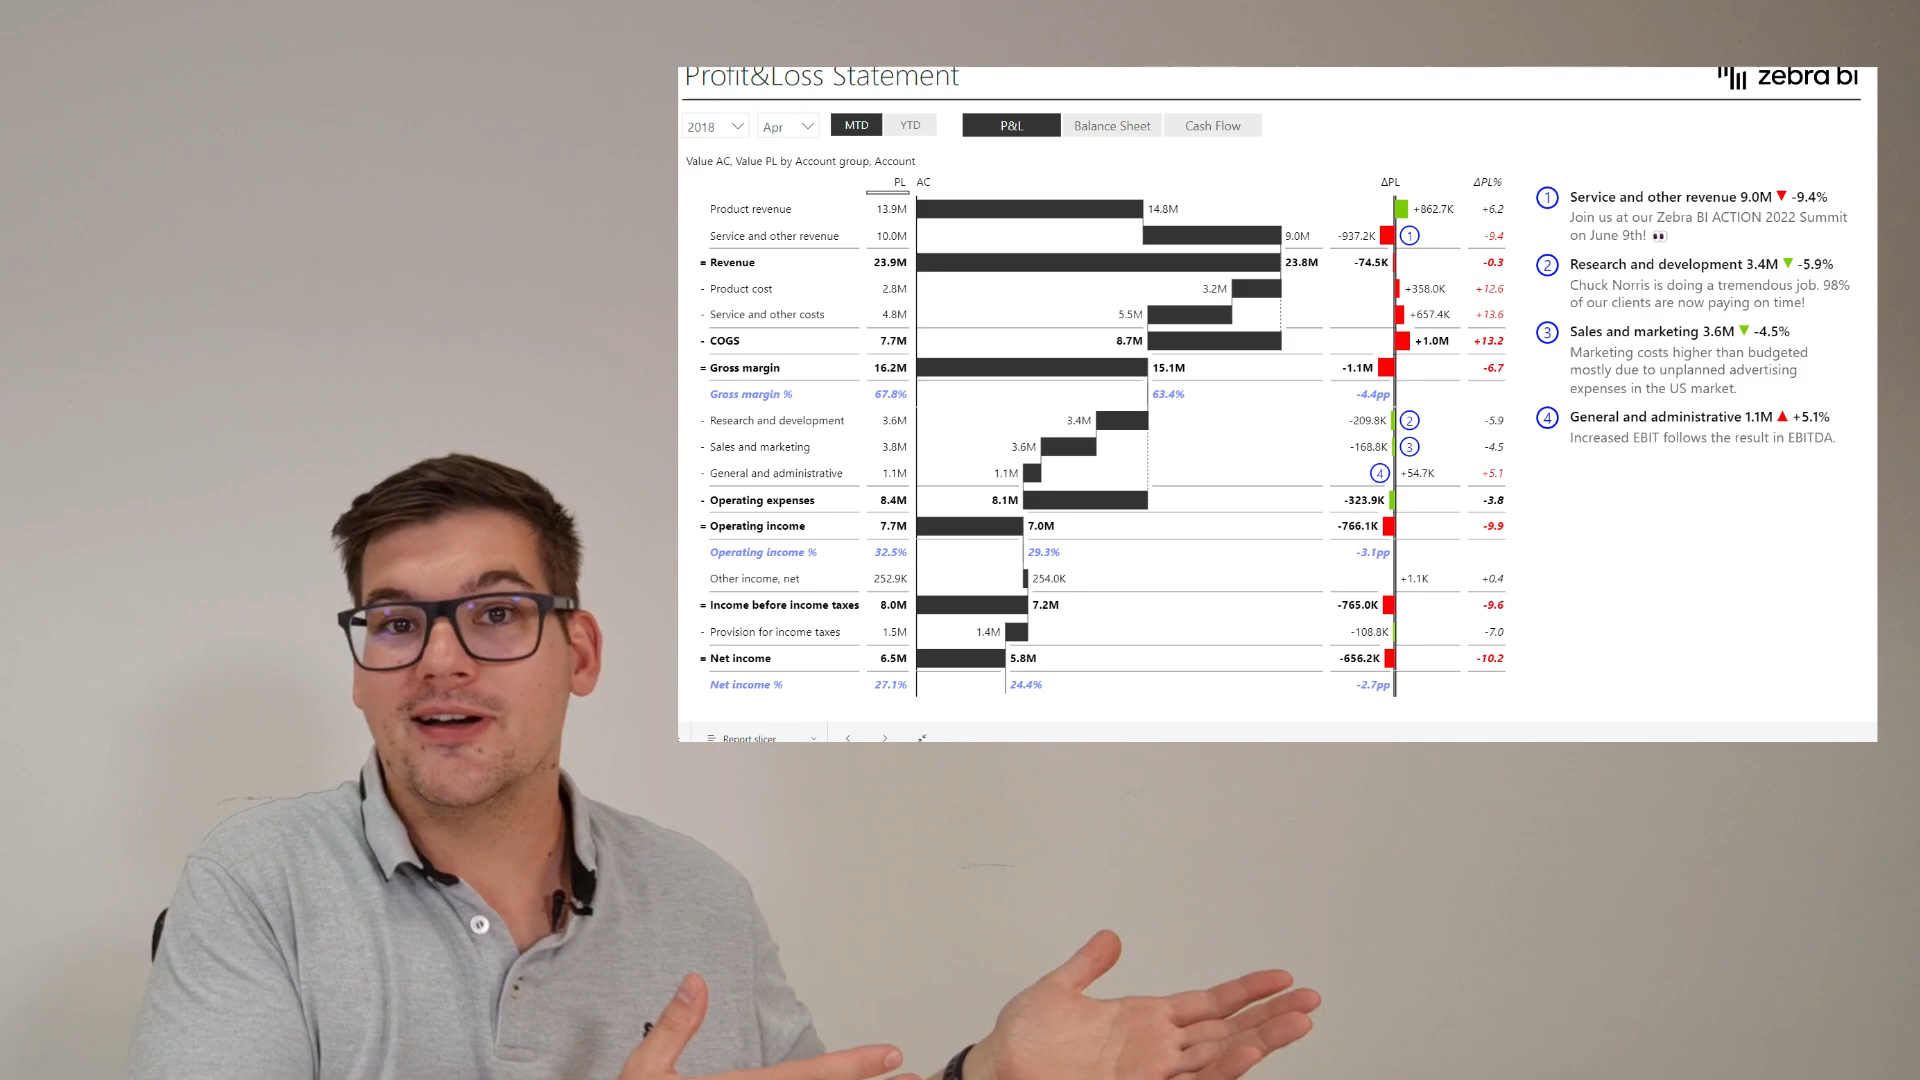 Profit&Loss Statement
zebra bi
2018 Apr MTD YTD P&L Balance Sheet Cash Flow
Value AC, Value PL by Account group, Account
PL AC ΔPL ΔPL%
Product revenue 13.9M 14.8M +862.7K +6.2
Service and other revenue 10.0M 9.0M -937.2K 1 -9.4
= Revenue 23.9M 23.8M -74.5K -0.3
- Product cost 2.8M 3.2M +358.0K +12.6
- Service and other costs 4.8M 5.5M +657.4K +13.6
- COGS 7.7M 8.7M +1.0M +13.2
= Gross margin 16.2M 15.1M -1.1M -6.7
Gross margin % 67.8% 63.4% -4.4pp
- Research and development 3.6M 3.4M -209.8K 2 -5.9
- Sales and marketing 3.8M 3.6M -168.8K 3 -4.5
- General and administrative 1.1M 1.1M 4 +54.7K +5.1
- Operating expenses 8.4M 8.1M -323.9K -3.8
= Operating income 7.7M 7.0M -766.1K -9.9
Operating income % 32.5% 29.3% -3.1pp
Other income, net 252.9K 254.0K +1.1K +0.4
= Income before income taxes 8.0M 7.2M -765.0K -9.6
- Provision for income taxes 1.5M 1.4M -108.8K -7.0
= Net income 6.5M 5.8M -656.2K -10.2
Net income % 27.1% 24.4% -2.7pp
1 Service and other revenue 9.0M ▼ -9.4%
Join us at our Zebra BI ACTION 2022 Summit
on June 9th! 👀
2 Research and development 3.4M ▼ -5.9%
Chuck Norris is doing a tremendous job. 98%
of our clients are now paying on time!
3 Sales and marketing 3.6M ▼ -4.5%
Marketing costs higher than budgeted
mostly due to unplanned advertising
expenses in the US market.
4 General and administrative 1.1M ▲ +5.1%
Increased EBIT follows the result in EBITDA.
Report slicer